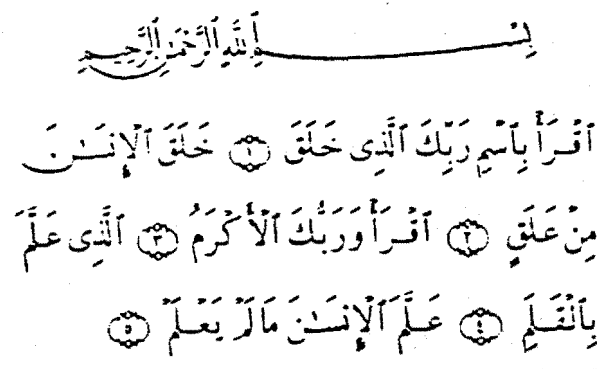 بِسْمِ ٱللَّهِ ٱلرَّحْمَٰنِ ٱلرَّحِيمِ
ٱقْرَأْ بِٱسْمِ رَبِّكَ ٱلَّذِى خَلَقَ ١ خَلَقَ ٱلْإِنسَٰنَ
مِنْ عَلَقٍ ٢ ٱقْرَأْ وَرَبُّكَ ٱلْأَكْرَمُ ٣ ٱلَّذِى عَلَّمَ
بِٱلْقَلَمِ ٤ عَلَّمَ ٱلْإِنسَٰنَ مَا لَمْ يَعْلَمْ ٥